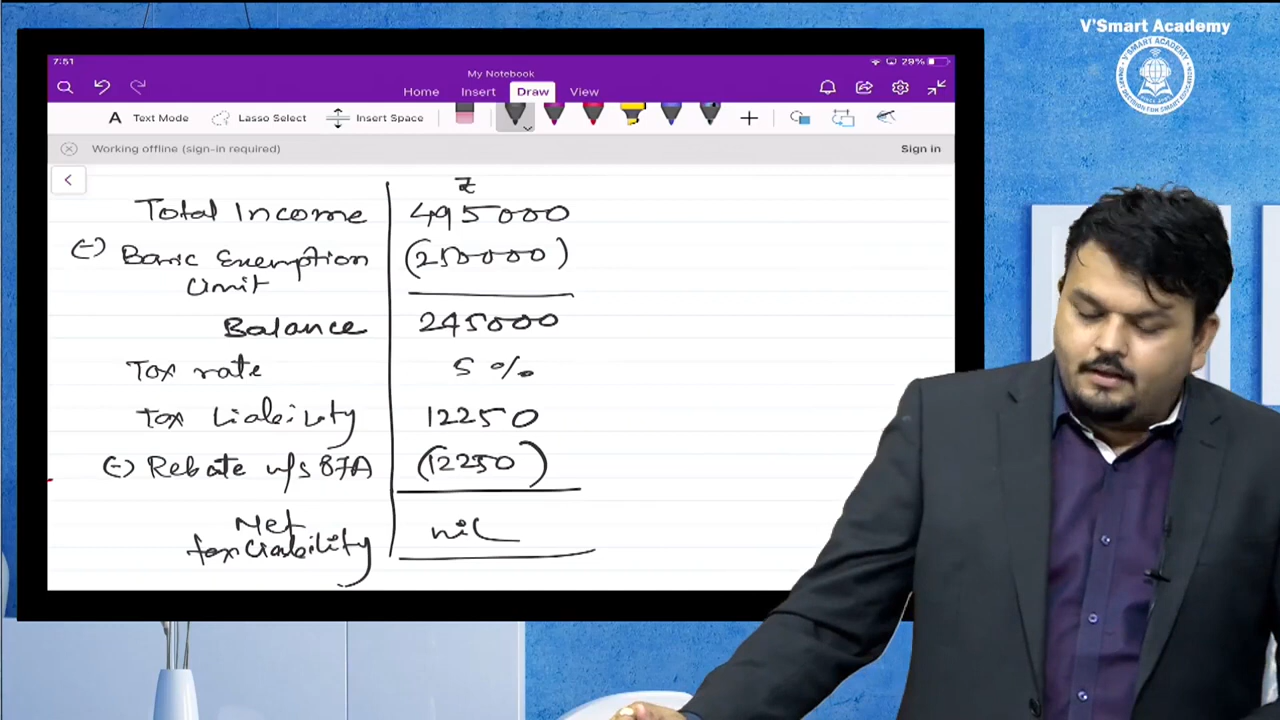 V'Smart Academy
7:51
29%
My Notebook
Home Insert Draw View
Text Mode Lasso Select Insert Space
Working offline (sign-in required) Sign in
₹
Total Income 495000
(-) Basic Exemption (250000)
Limit
Balance 245000
Tax rate 5 %
Tax Liability 12250
(-) Rebate u/s 87A (12250)
Net
tax liability nil